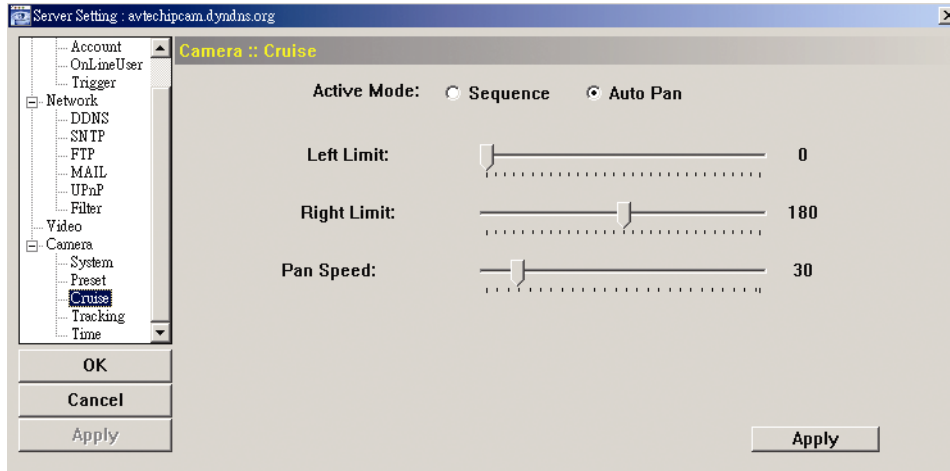 Server Setting : avtechipcam.dyndns.org
Account
OnLineUser
Trigger
Network
DDNS
SNTP
FTP
MAIL
UPnP
Filter
Video
Camera
System
Preset
Cruise
Tracking
Time
OK
Cancel
Apply
Camera :: Cruise
Active Mode: Sequence Auto Pan
Left Limit: 0
Right Limit: 180
Pan Speed: 30
Apply